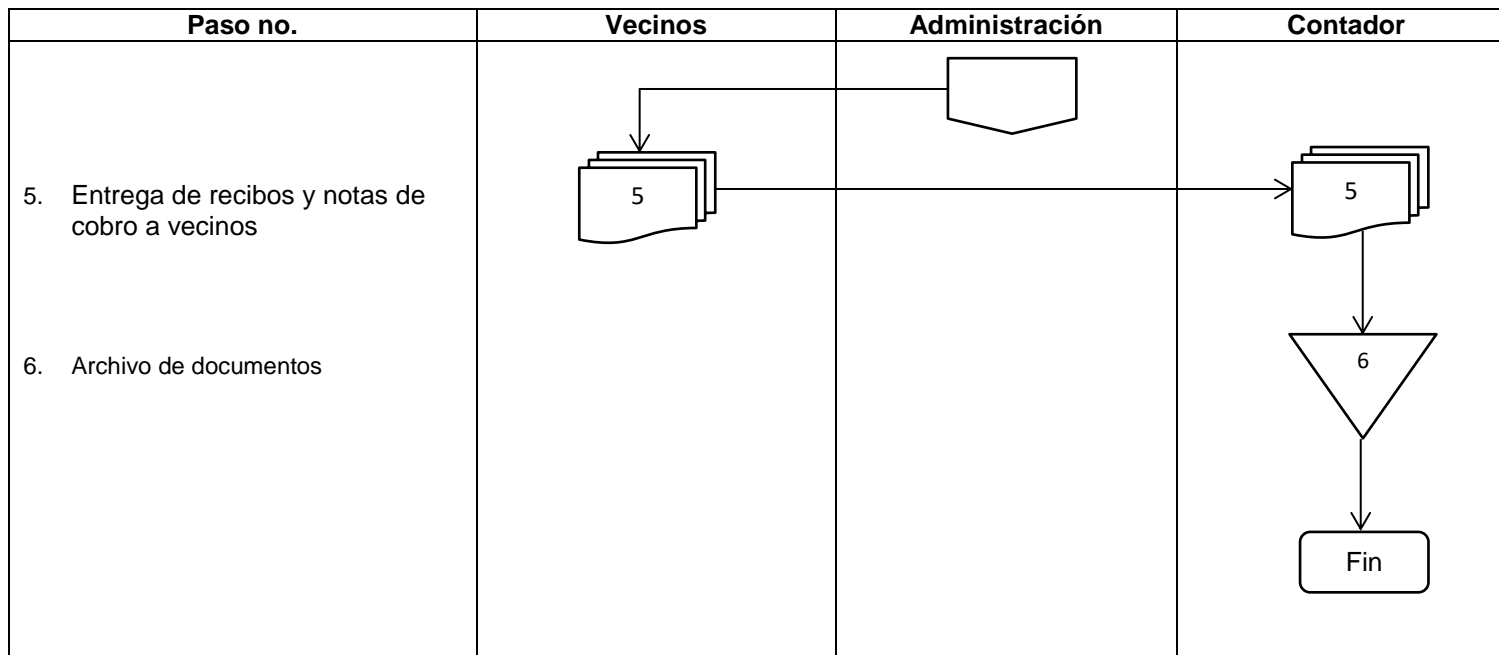 Paso no. Vecinos Administración Contador
5. Entrega de recibos y notas de
cobro a vecinos
5
5
6. Archivo de documentos
6
Fin